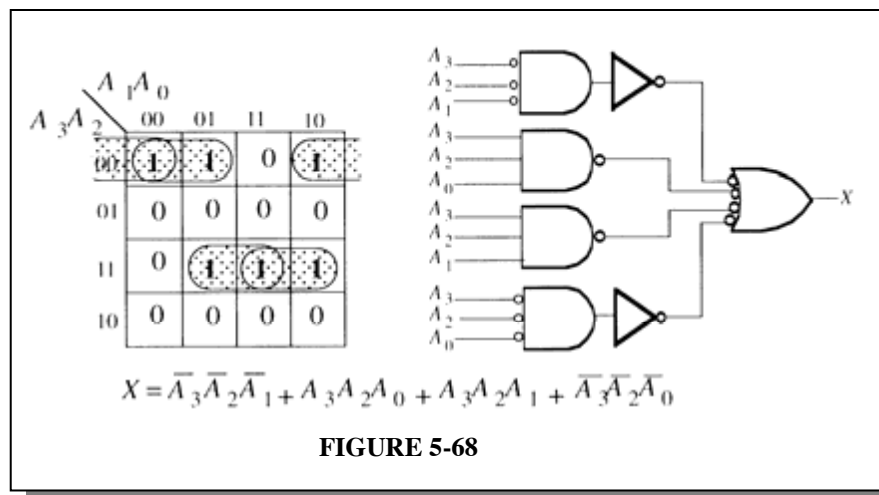 A₁A₀
A₃A₂
00 01 11 10
00 1 1 0 1
01 0 0 0 0
11 0 1 1 1
10 0 0 0 0
A₃
A₂
A₁
A₃
A₂
A₀
A₃
A₂
A₁
A₃
A₂
A₀
X
X = A̅₃A̅₂A̅₁ + A₃A₂A₀ + A₃A₂A₁ + A̅₃A̅₂A̅₀
FIGURE 5-68